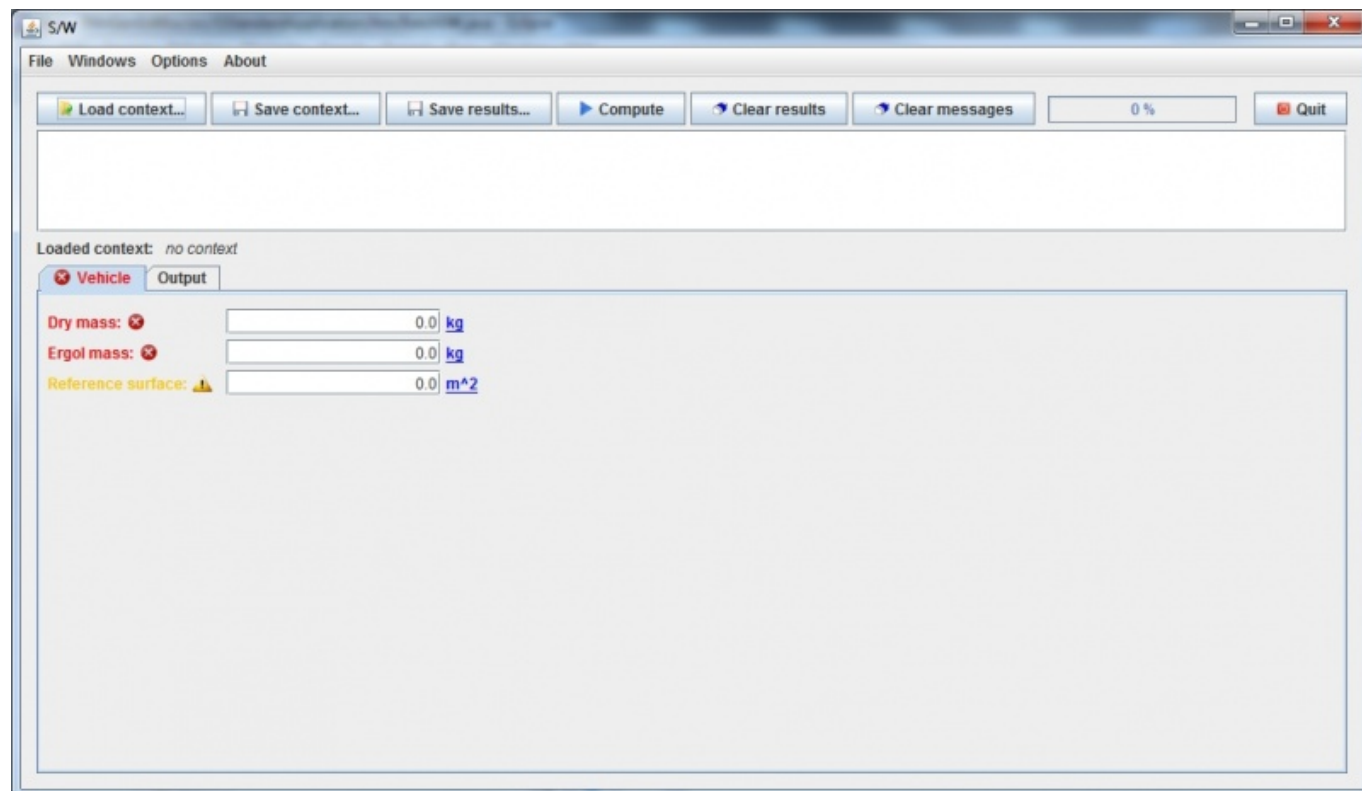 S/W
File Windows Options About
Load context... Save context... Save results... Compute Clear results Clear messages 0 % Quit
Loaded context: no context
Vehicle Output
Dry mass: 0.0 kg
Ergol mass: 0.0 kg
Reference surface: 0.0 m^2